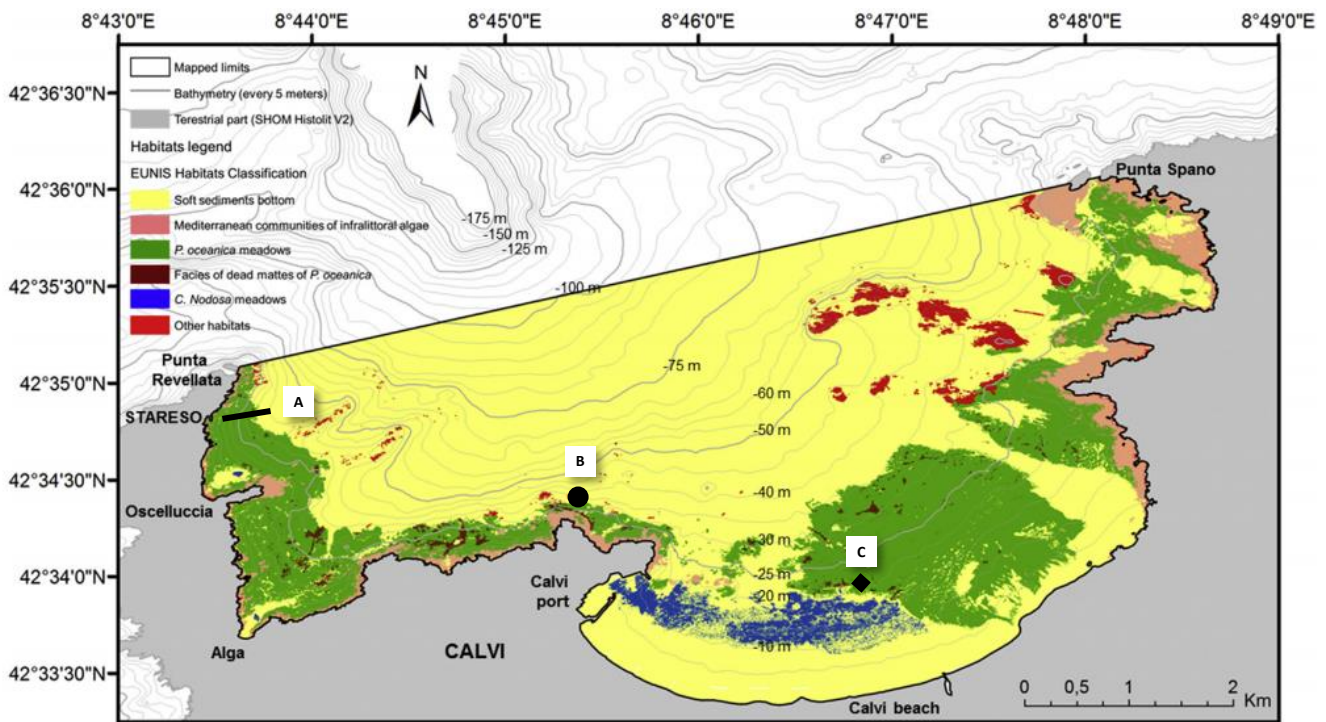 8°43'0"E 8°44'0"E 8°45'0"E 8°46'0"E 8°47'0"E 8°48'0"E 8°49'0"E
42°36'30"N
42°36'0"N
42°35'30"N
42°35'0"N
42°34'30"N
42°34'0"N
42°33'30"N
Mapped limits
Bathymetry (every 5 meters)
Terestrial part (SHOM Histolit V2)
Habitats legend
EUNIS Habitats Classification
Soft sediments bottom
Mediterranean communities of infralittoral algae
P. oceanica meadows
Facies of dead mattes of P. oceanica
C. Nodosa meadows
Other habitats
N
Punta Spano
-175 m
-150 m
-125 m
-100 m
-75 m
-60 m
-50 m
-40 m
-30 m
-25 m
-20 m
-10 m
Punta
Revellata
STARESO
A
B
C
Oscelluccia
Alga
Calvi
port
CALVI
Calvi beach
0 0,5 1 2
Km